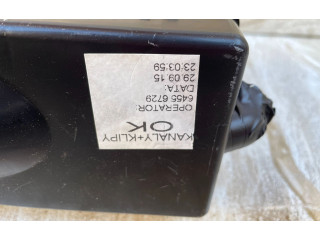 KANALY+KLIPY
OK
OPERATOR:
6455 6729
DATA:
29.09.15
23:03:59